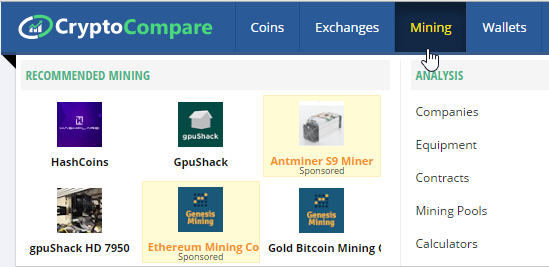 CryptoCompare
Coins
Exchanges
Mining
Wallets
RECOMMENDED MINING
HashCoins
gpuShack
GpuShack
Antminer S9 Miner
Sponsored
gpuShack HD 7950
Genesis
Mining
Ethereum Mining Co
Sponsored
Genesis
Mining
Gold Bitcoin Mining C
ANALYSIS
Companies
Equipment
Contracts
Mining Pools
Calculators